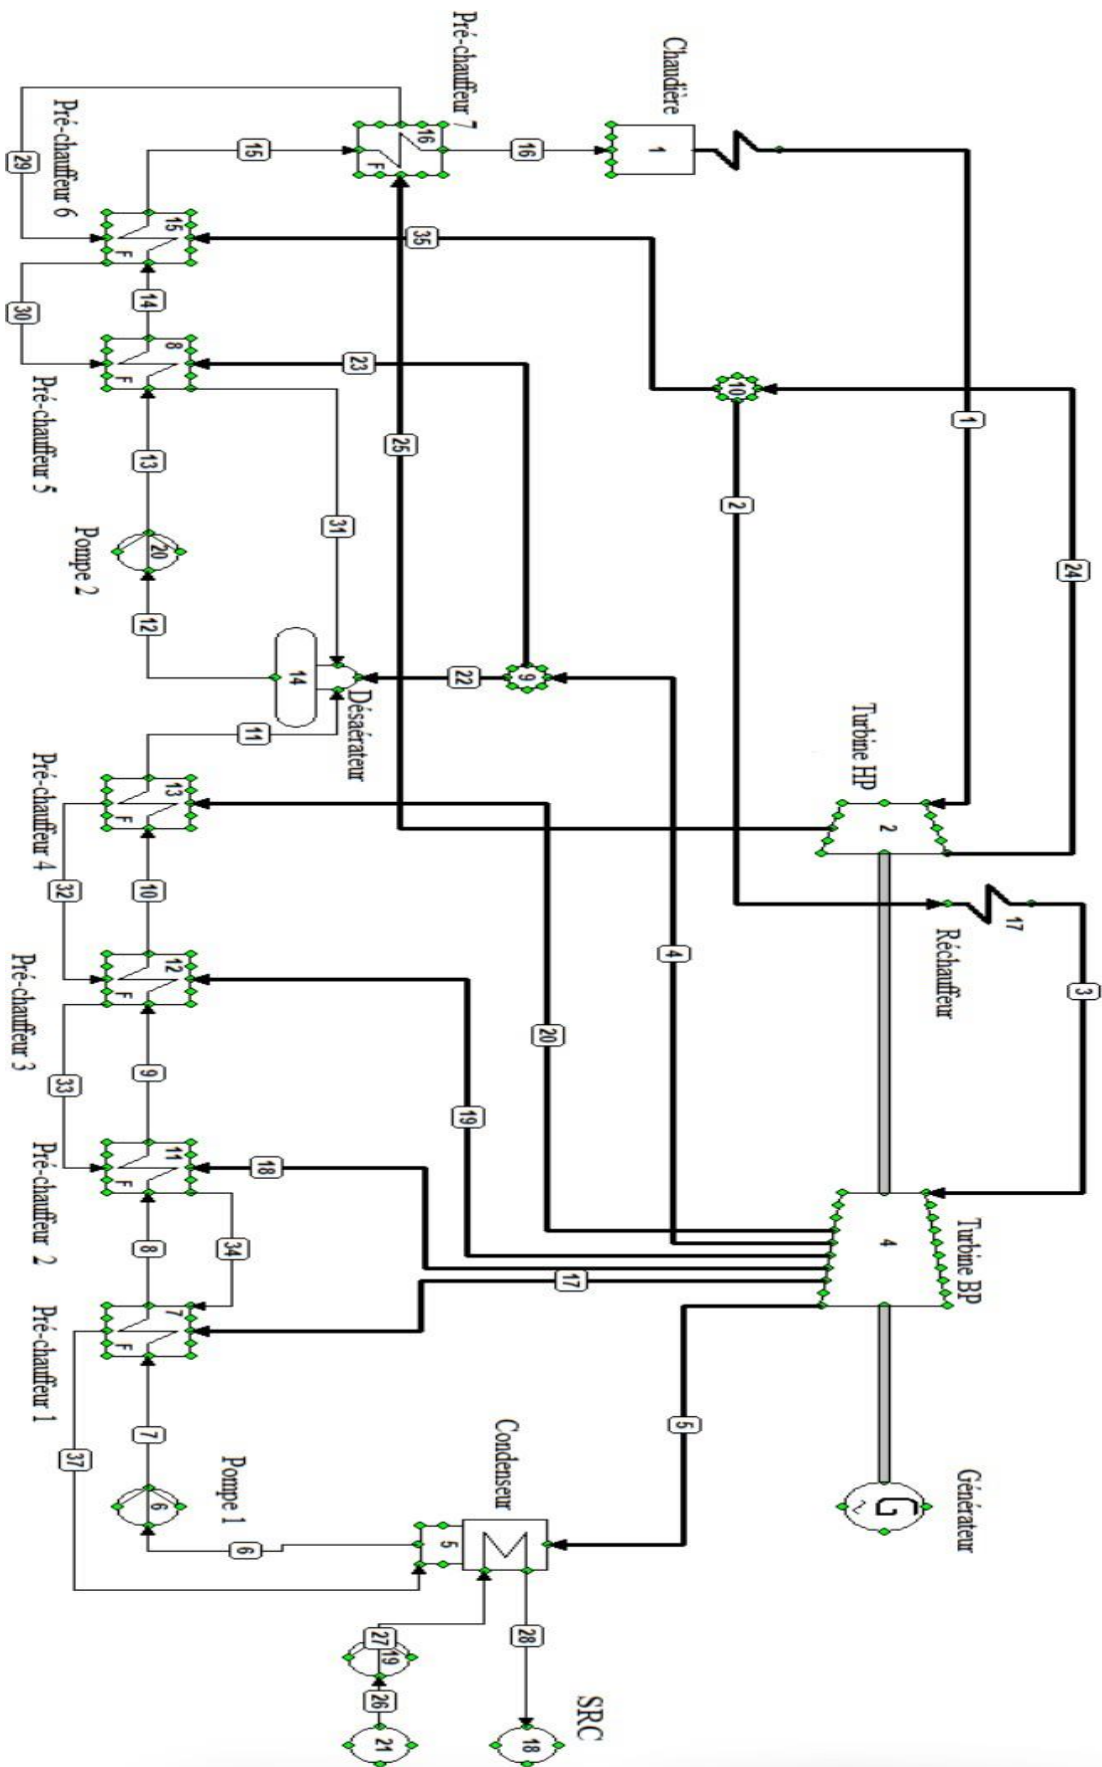 Chaudière
1
Pré-chauffeur 7
16
F
16
15
29
Pré-chauffeur 6
15
F
35
30
14
8
F
Pré-chauffeur 5
23
25
13
20
Pompe 2
12
31
14
Désaérateur
22
9
11
10
2
1
24
Turbine HP
2
Réchauffeur
17
3
4
13
F
Pré-chauffeur 4
32
10
20
12
F
Pré-chauffeur 3
33
9
19
11
F
Pré-chauffeur 2
18
34
8
7
F
Pré-chauffeur 1
17
37
7
6
Pompe 1
6
Turbine BP
4
5
Condenseur
5
Générateur
G
~
27
19
26
21
28
18
SRC